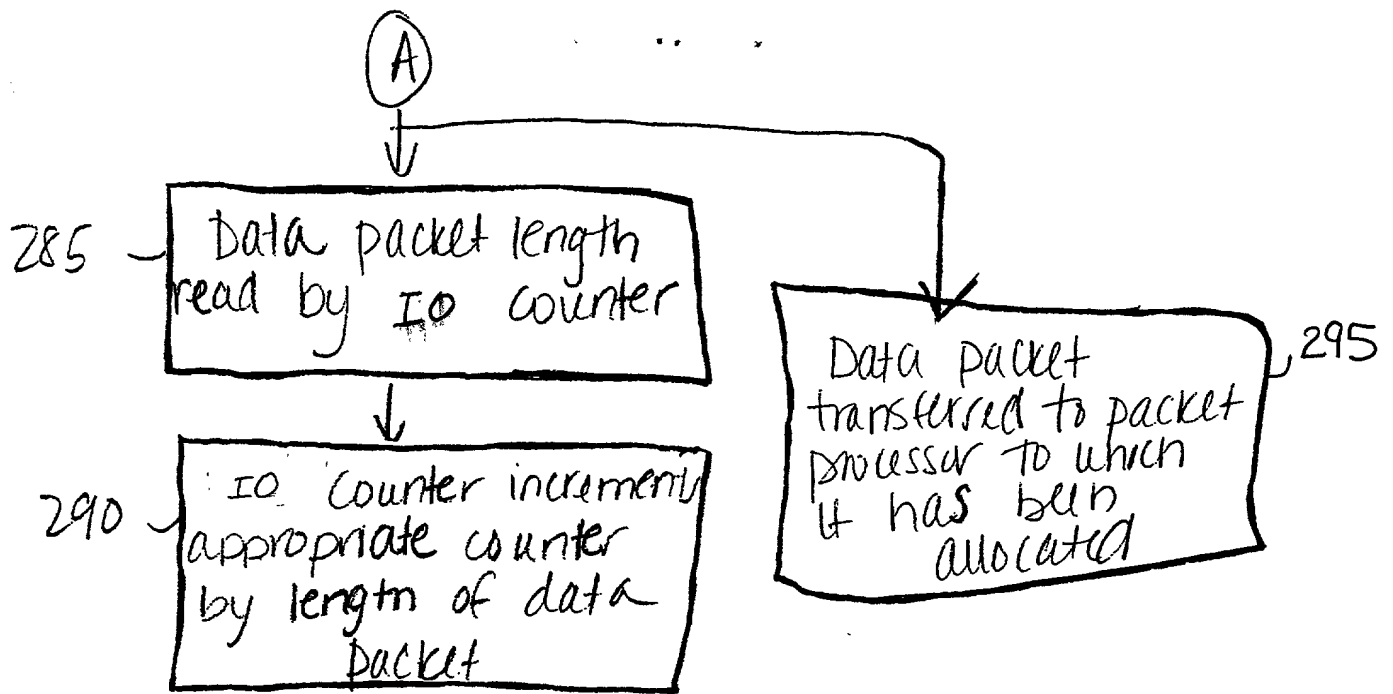 A
285
Data packet length
read by IO counter
290
IO counter increments
appropriate counter
by length of data
packet
295
Data packet
transferred to packet
processor to which
it has been
allocated